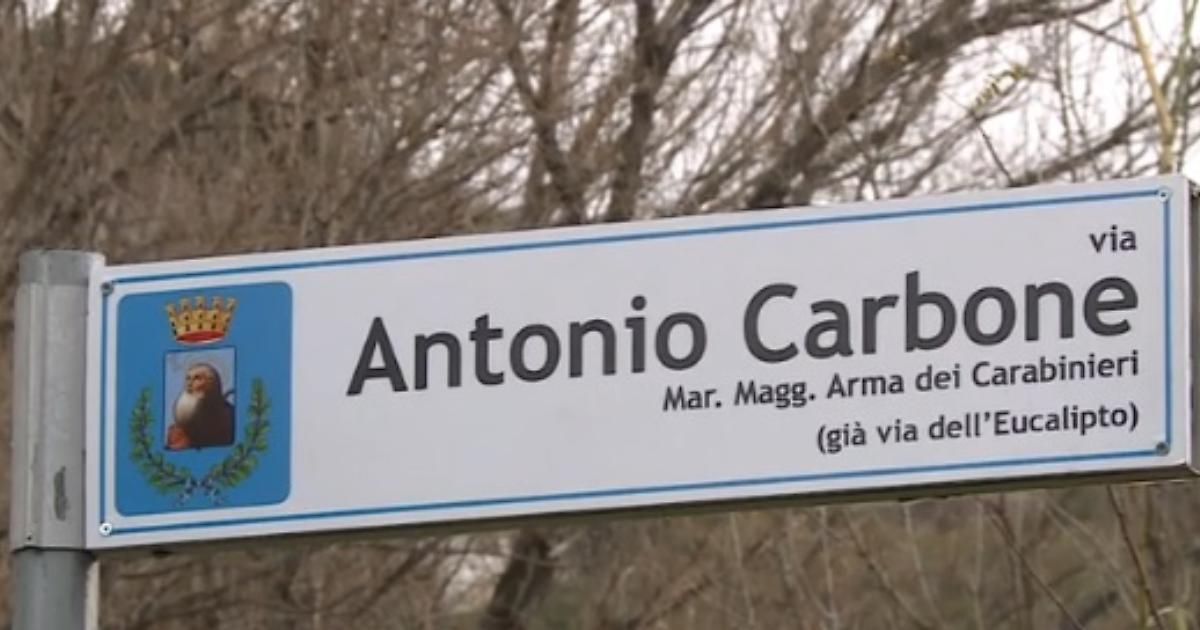 via
Antonio Carbone
Mar. Magg. Arma dei Carabinieri
(già via dell'Eucalipto)